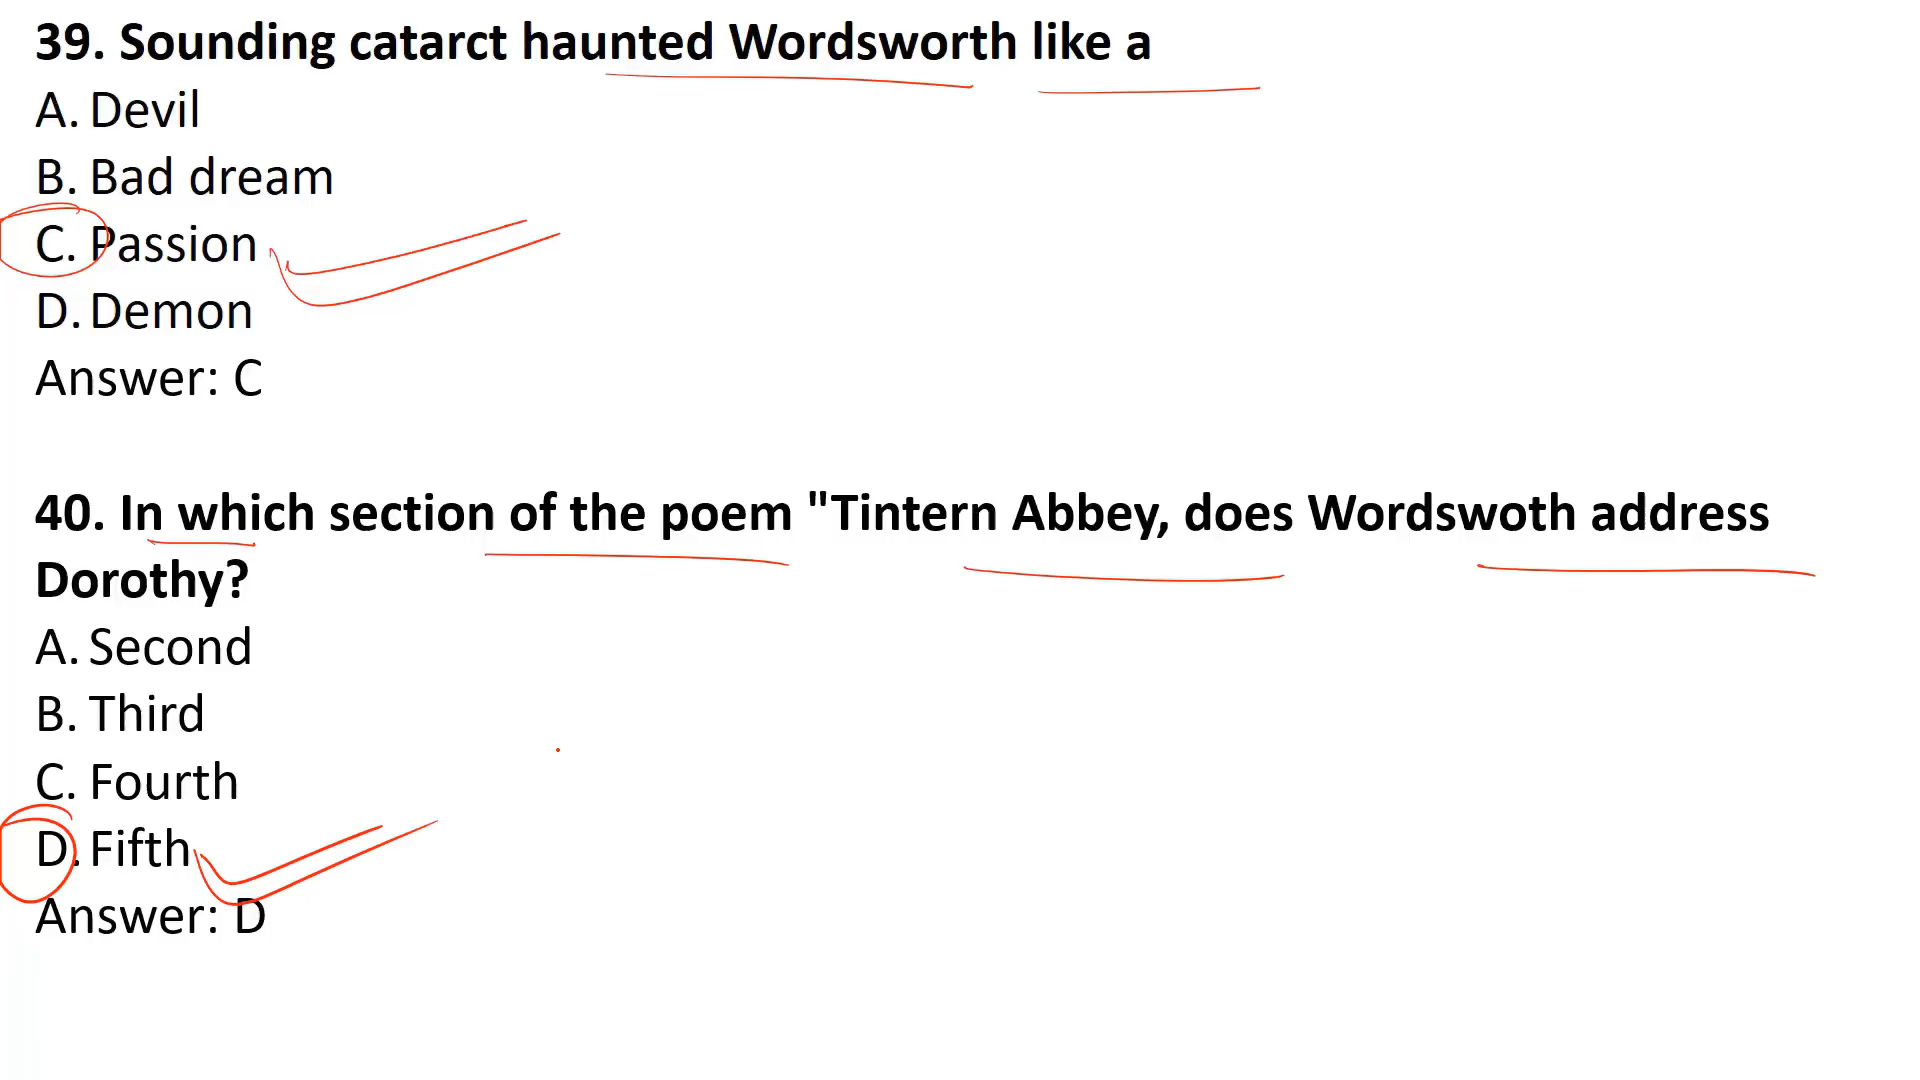 39. Sounding catarct haunted Wordsworth like a
A. Devil
B. Bad dream
C. Passion
D. Demon
Answer: C
40. In which section of the poem "Tintern Abbey, does Wordswoth address
Dorothy?
A. Second
B. Third
C. Fourth
D. Fifth
Answer: D